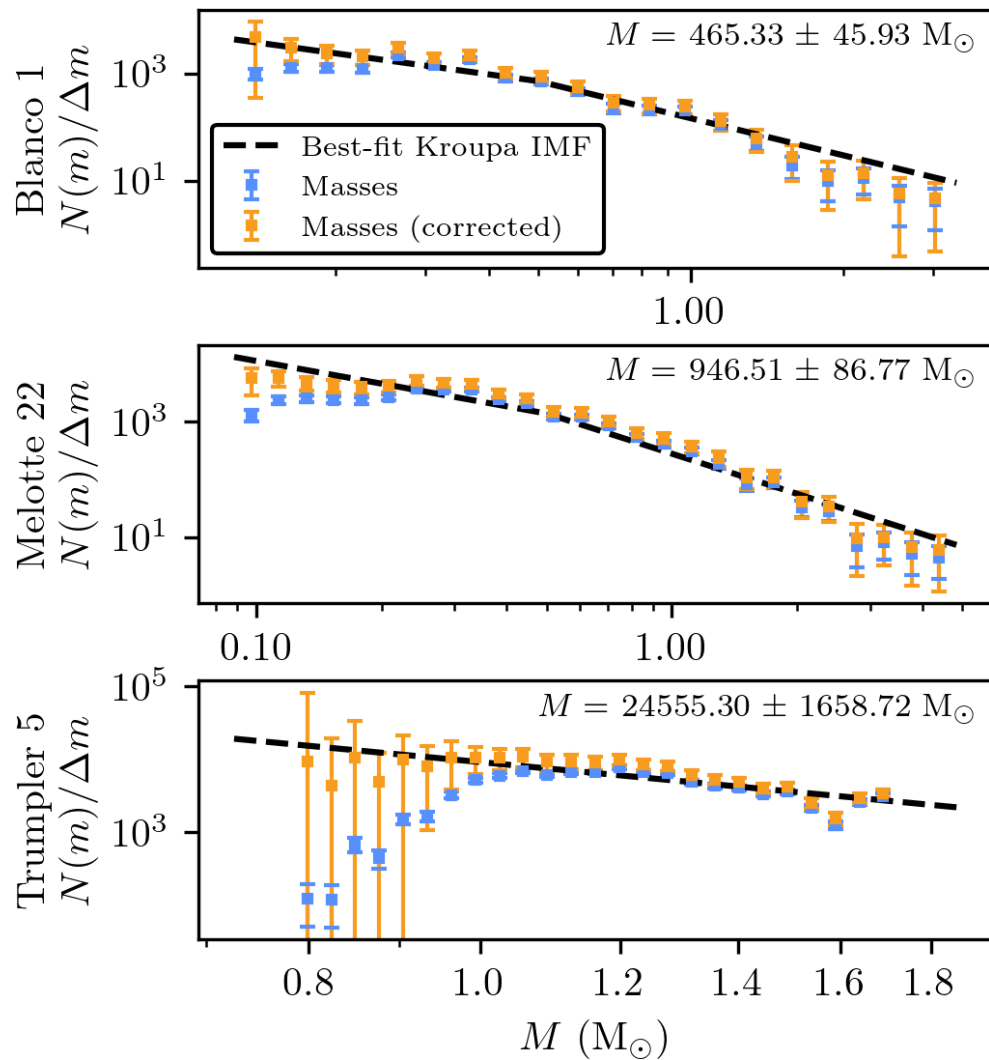 Blanco 1
N(m)/Δm
10³
10¹
M = 465.33 ± 45.93 M☉
Best-fit Kroupa IMF
Masses
Masses (corrected)
1.00
Melotte 22
N(m)/Δm
10³
10¹
M = 946.51 ± 86.77 M☉
0.10
1.00
Trumpler 5
N(m)/Δm
10⁵
10³
M = 24555.30 ± 1658.72 M☉
0.8
1.0
1.2
1.4
1.6
1.8
M (M☉)